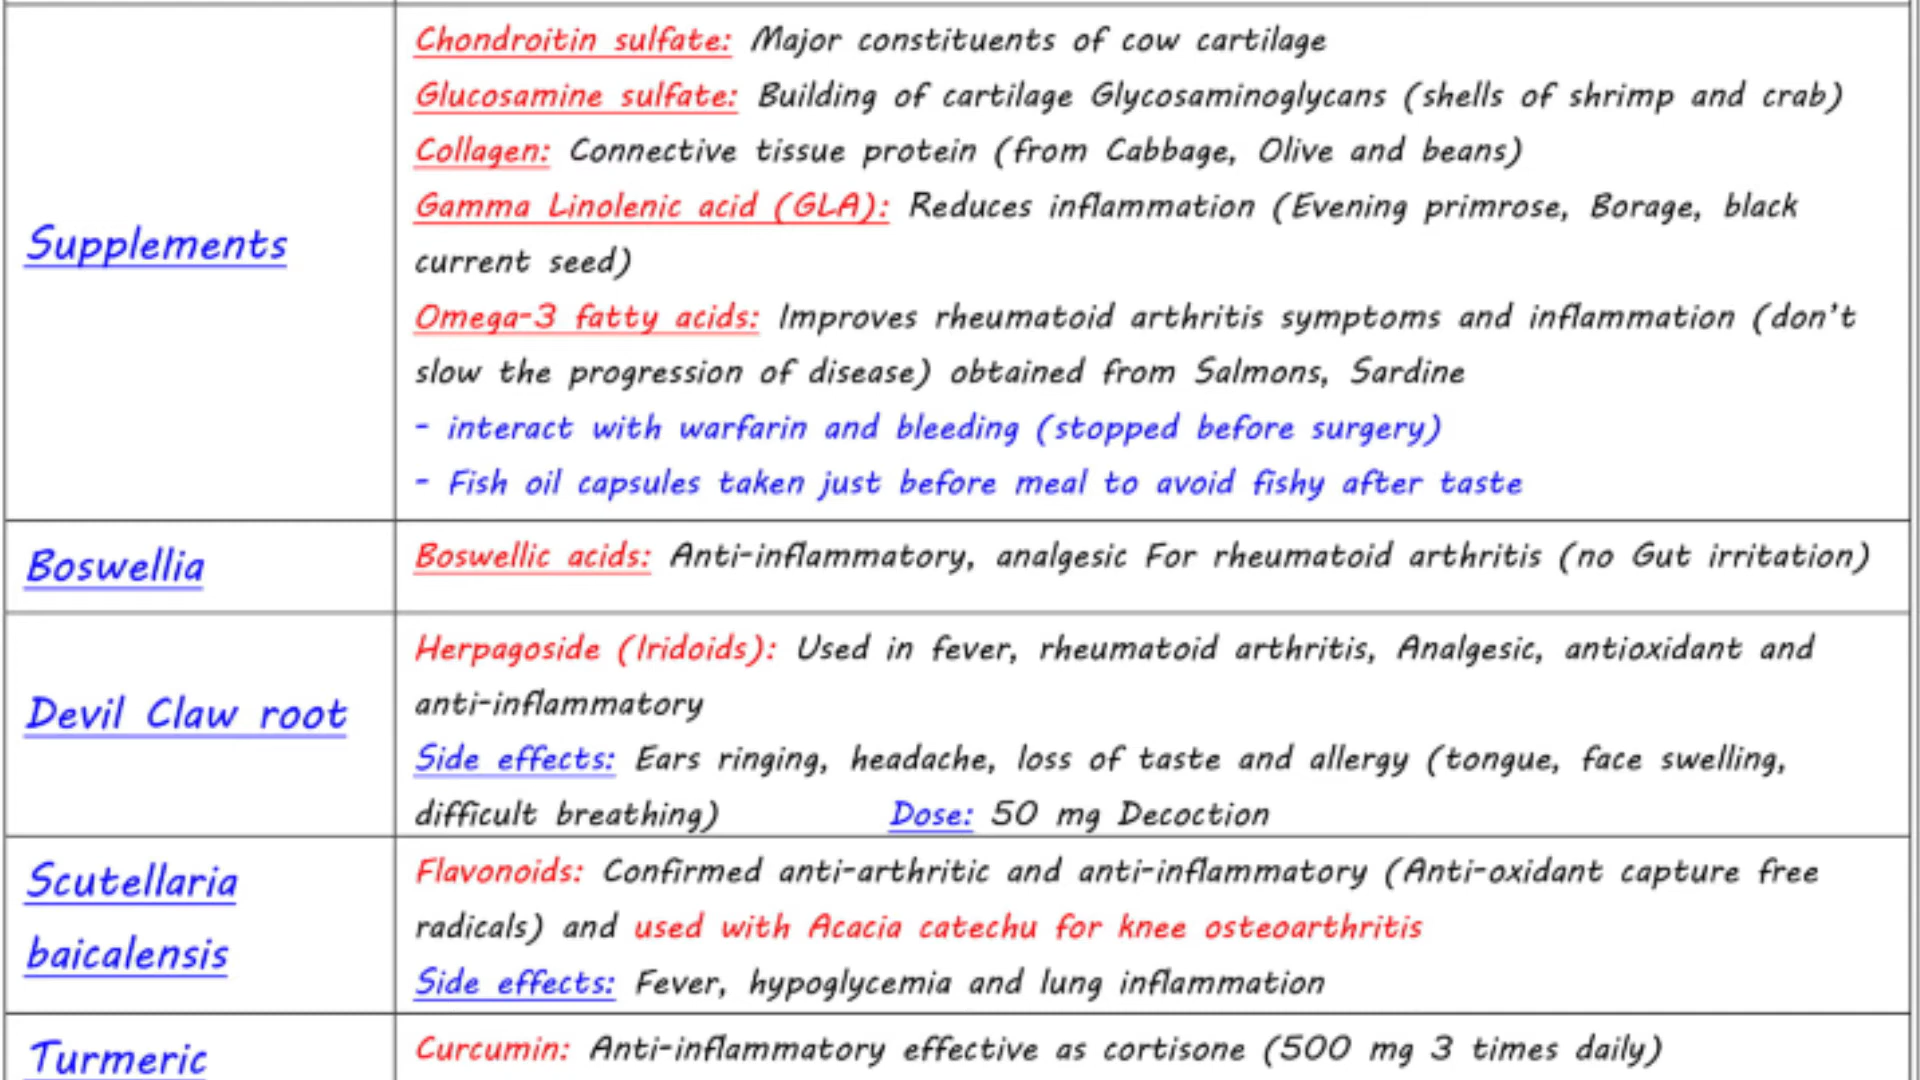 Supplements
Chondroitin sulfate: Major constituents of cow cartilage
Glucosamine sulfate: Building of cartilage Glycosaminoglycans (shells of shrimp and crab)
Collagen: Connective tissue protein (from Cabbage, Olive and beans)
Gamma Linolenic acid (GLA): Reduces inflammation (Evening primrose, Borage, black
current seed)
Omega-3 fatty acids: Improves rheumatoid arthritis symptoms and inflammation (don't
slow the progression of disease) obtained from Salmons, Sardine
- interact with warfarin and bleeding (stopped before surgery)
- Fish oil capsules taken just before meal to avoid fishy after taste
Boswellia
Boswellic acids: Anti-inflammatory, analgesic For rheumatoid arthritis (no Gut irritation)
Devil Claw root
Herpagoside (Iridoids): Used in fever, rheumatoid arthritis, Analgesic, antioxidant and
anti-inflammatory
Side effects: Ears ringing, headache, loss of taste and allergy (tongue, face swelling,
difficult breathing) Dose: 50 mg Decoction
Scutellaria
baicalensis
Flavonoids: Confirmed anti-arthritic and anti-inflammatory (Anti-oxidant capture free
radicals) and used with Acacia catechu for knee osteoarthritis
Side effects: Fever, hypoglycemia and lung inflammation
Turmeric
Curcumin: Anti-inflammatory effective as cortisone (500 mg 3 times daily)